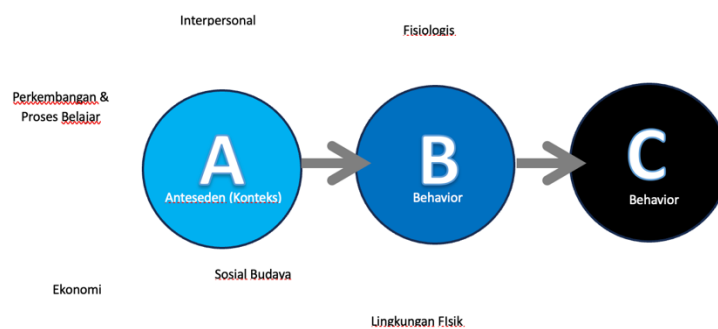 Interpersonal
Fisiologis
Perkembangan &
Proses Belajar
A
Anteseden (Konteks)
B
Behavior
C
Behavior
Sosial Budaya
Ekonomi
Lingkungan FIsik